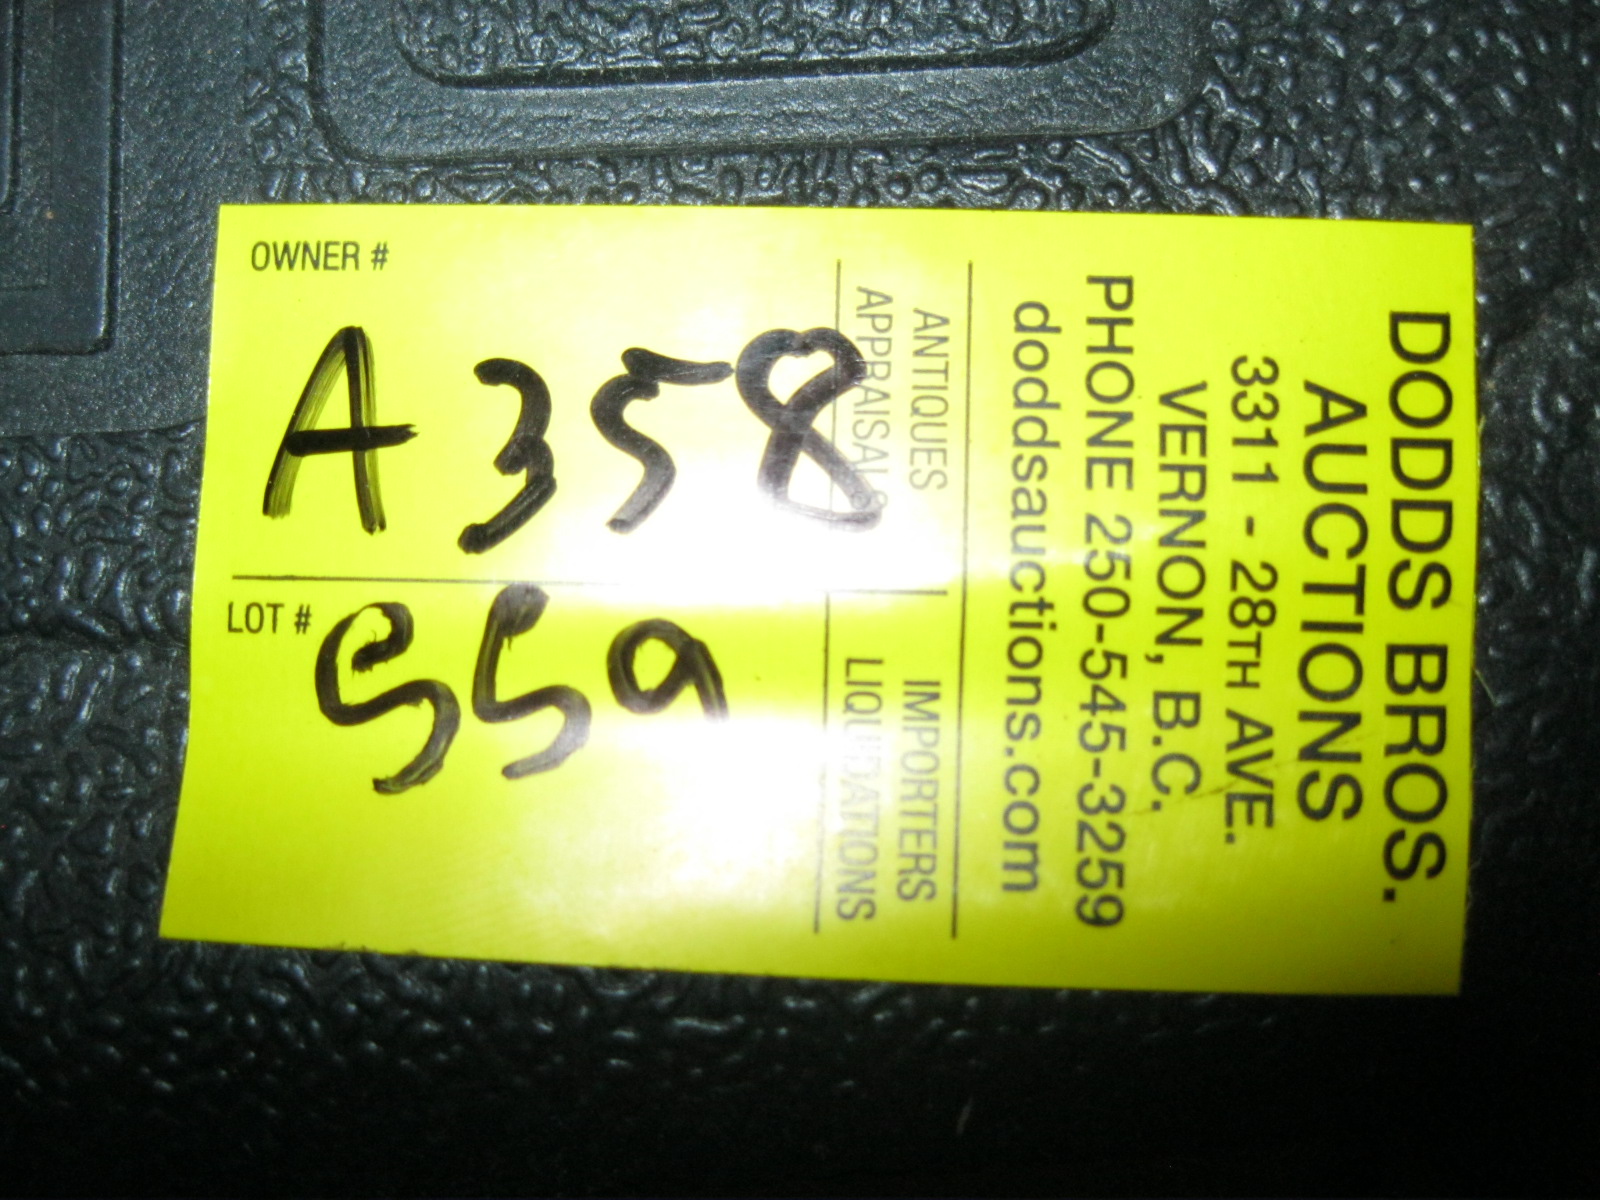 DODDS BROS.
AUCTIONS
3311 - 28TH AVE.
VERNON, B.C.
PHONE 250-545-3259
doddsauctions.com
ANTIQUES
APPRAISALS
IMPORTERS
LIQUIDATIONS
OWNER #
A358
LOT #
559